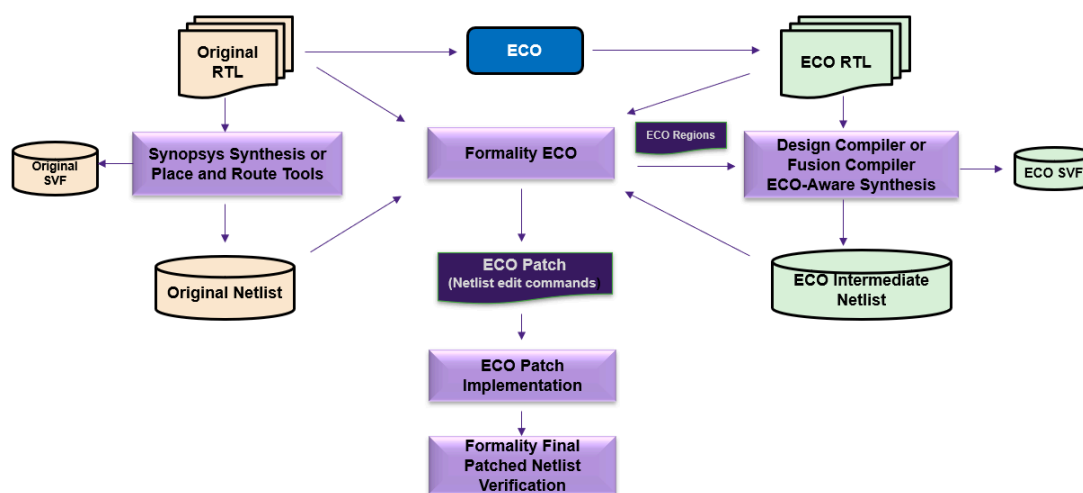 Original
RTL
ECO
ECO RTL
ECO Regions
Original
SVF
Synopsys Synthesis or
Place and Route Tools
Formality ECO
Design Compiler or
Fusion Compiler
ECO-Aware Synthesis
ECO SVF
Original Netlist
ECO Patch
(Netlist edit commands)
ECO Intermediate
Netlist
ECO Patch
Implementation
Formality Final
Patched Netlist
Verification